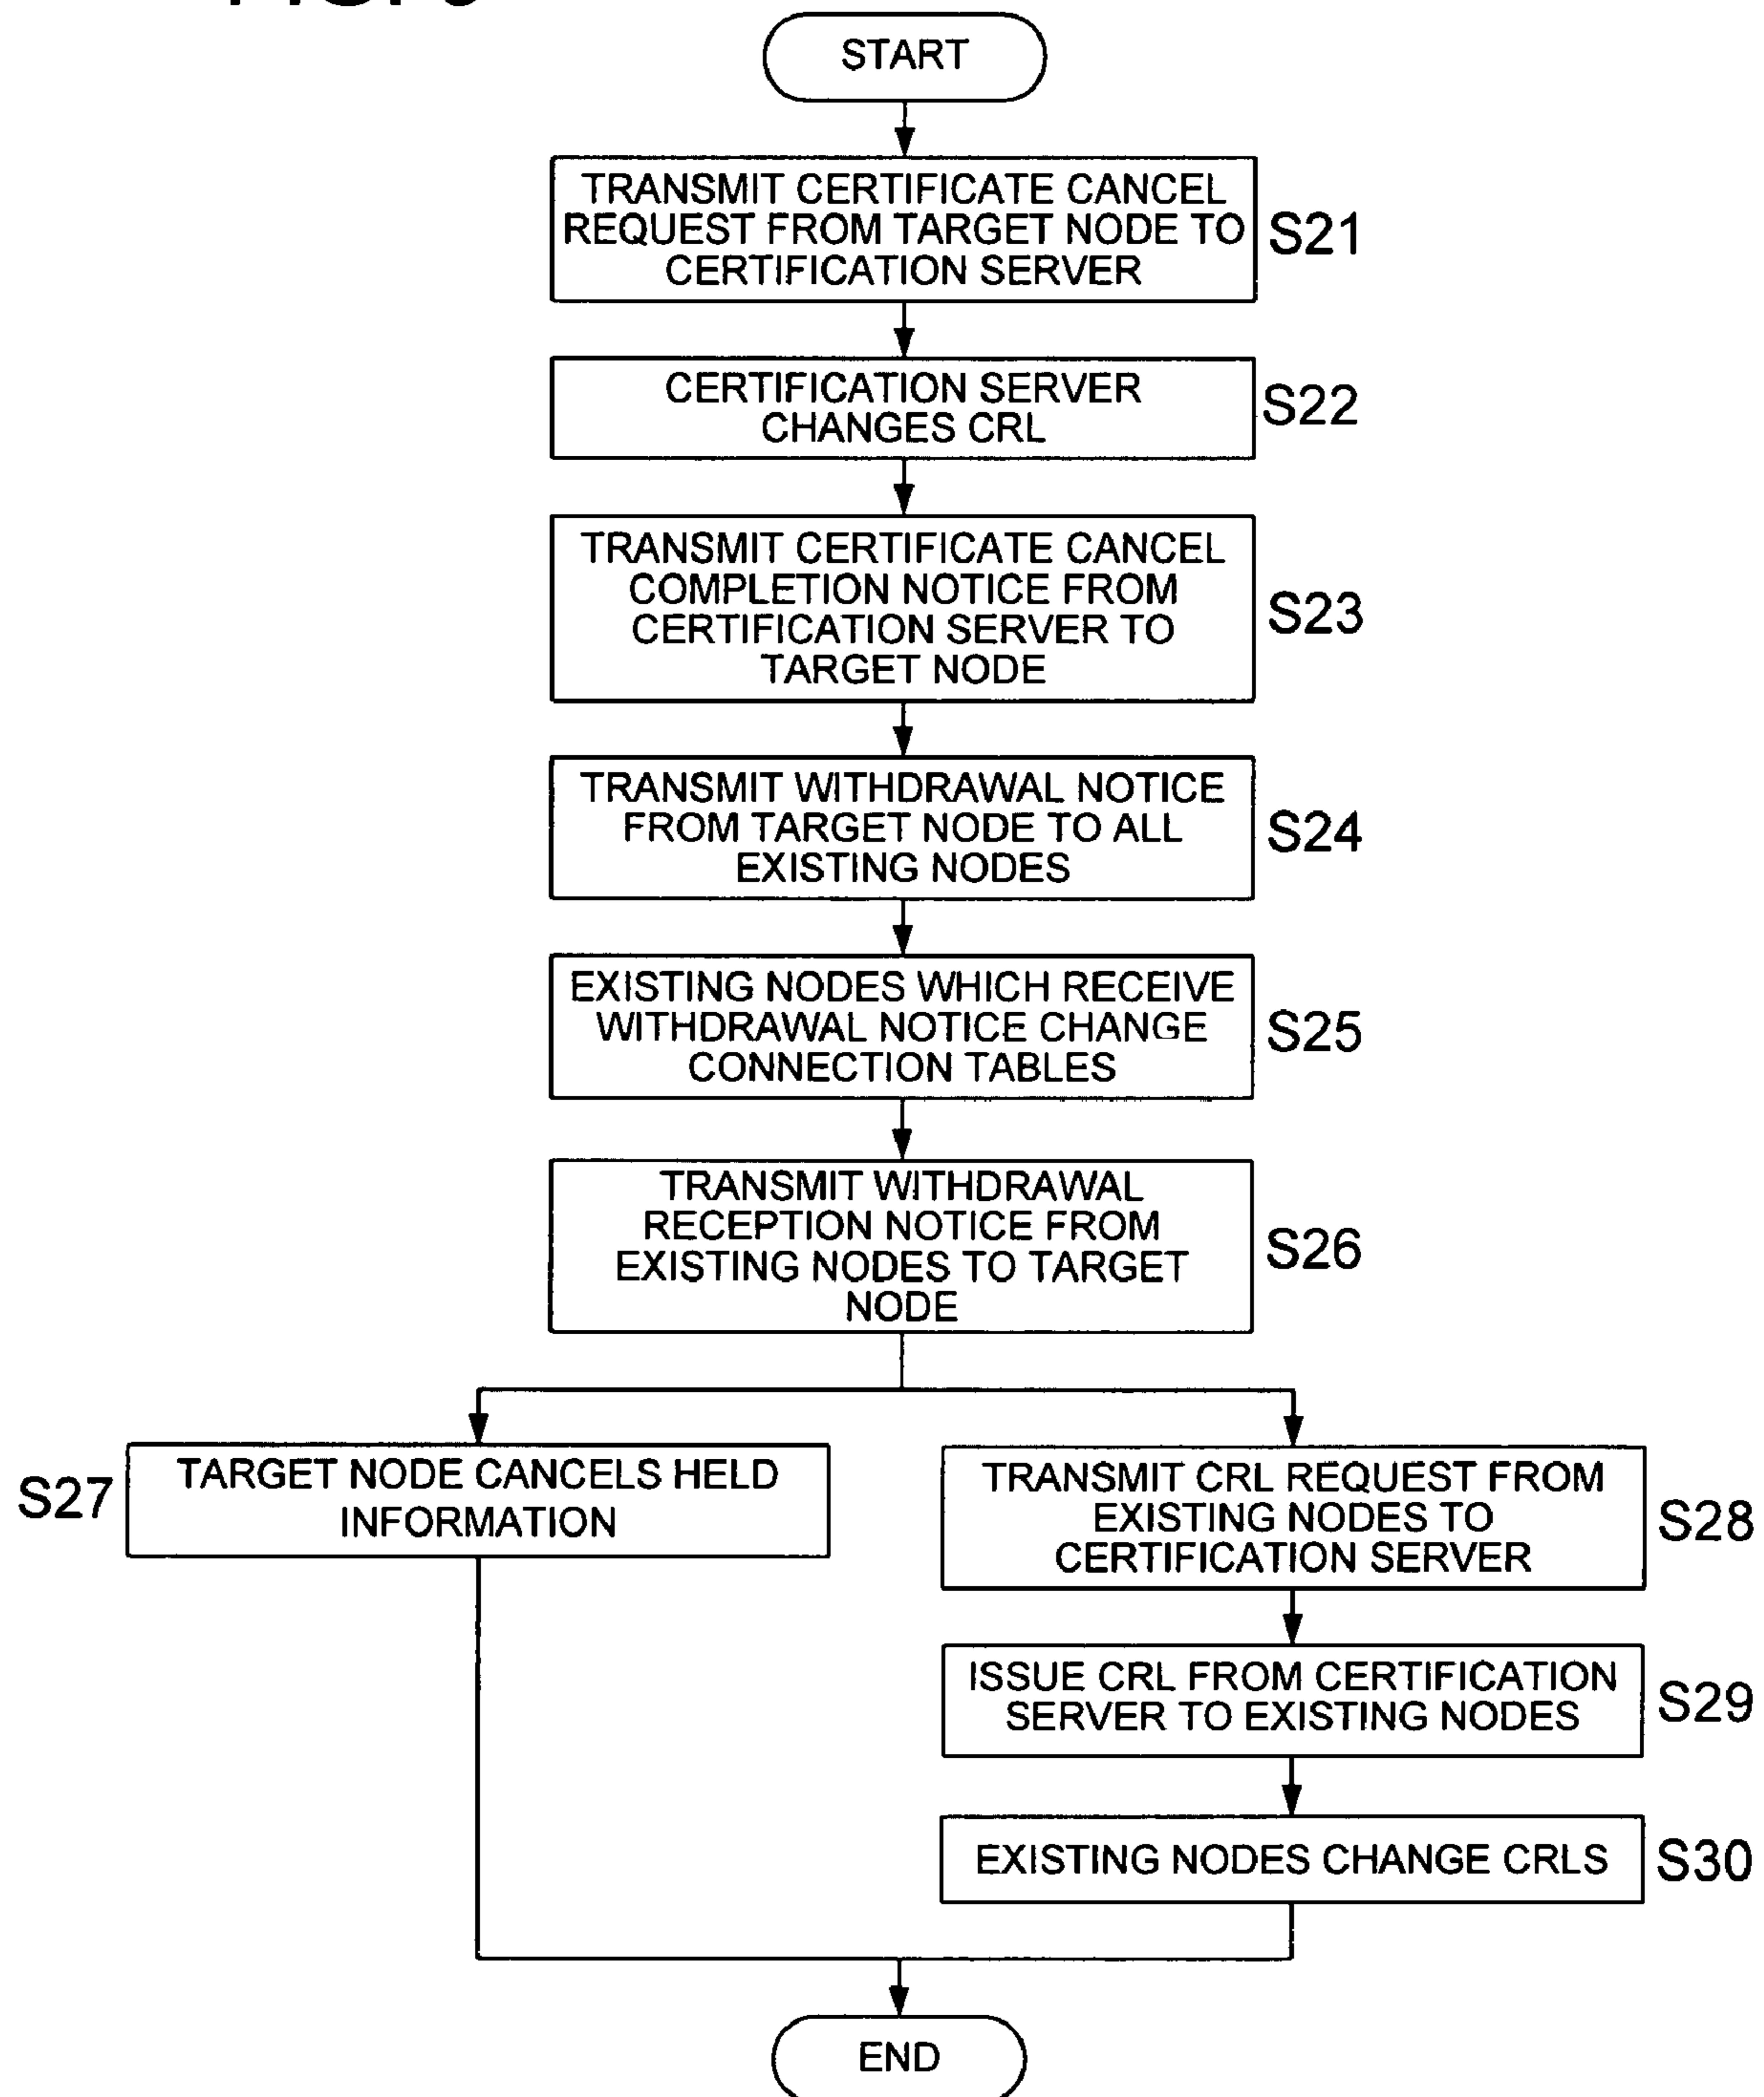 START
TRANSMIT CERTIFICATE CANCEL
REQUEST FROM TARGET NODE TO
CERTIFICATION SERVER
S21
CERTIFICATION SERVER
CHANGES CRL
S22
TRANSMIT CERTIFICATE CANCEL
COMPLETION NOTICE FROM
CERTIFICATION SERVER TO
TARGET NODE
S23
TRANSMIT WITHDRAWAL NOTICE
FROM TARGET NODE TO ALL
EXISTING NODES
S24
EXISTING NODES WHICH RECEIVE
WITHDRAWAL NOTICE CHANGE
CONNECTION TABLES
S25
TRANSMIT WITHDRAWAL
RECEPTION NOTICE FROM
EXISTING NODES TO TARGET
NODE
S26
S27
TARGET NODE CANCELS HELD
INFORMATION
TRANSMIT CRL REQUEST FROM
EXISTING NODES TO
CERTIFICATION SERVER
S28
ISSUE CRL FROM CERTIFICATION
SERVER TO EXISTING NODES
S29
EXISTING NODES CHANGE CRLS
S30
END